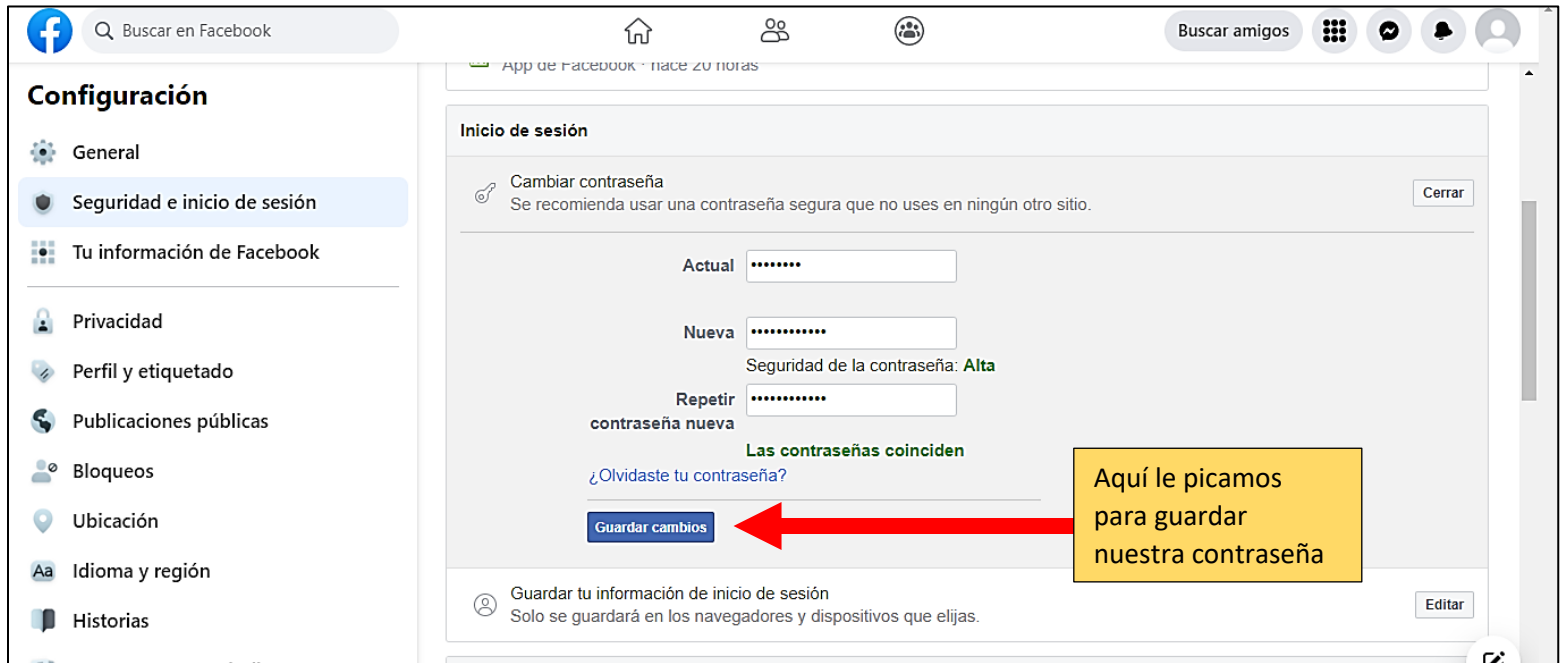 Buscar en Facebook
Buscar amigos
Configuración
General
Seguridad e inicio de sesión
Tu información de Facebook
Privacidad
Perfil y etiquetado
Publicaciones públicas
Bloqueos
Ubicación
Aa Idioma y región
Historias
App de Facebook · hace 20 horas
Inicio de sesión
Cambiar contraseña
Se recomienda usar una contraseña segura que no uses en ningún otro sitio.
Cerrar
Actual ••••••••
Nueva ••••••••••••
Seguridad de la contraseña: Alta
Repetir ••••••••••••
contraseña nueva
Las contraseñas coinciden
¿Olvidaste tu contraseña?
Guardar cambios
Aquí le picamos
para guardar
nuestra contraseña
Guardar tu información de inicio de sesión
Solo se guardará en los navegadores y dispositivos que elijas.
Editar